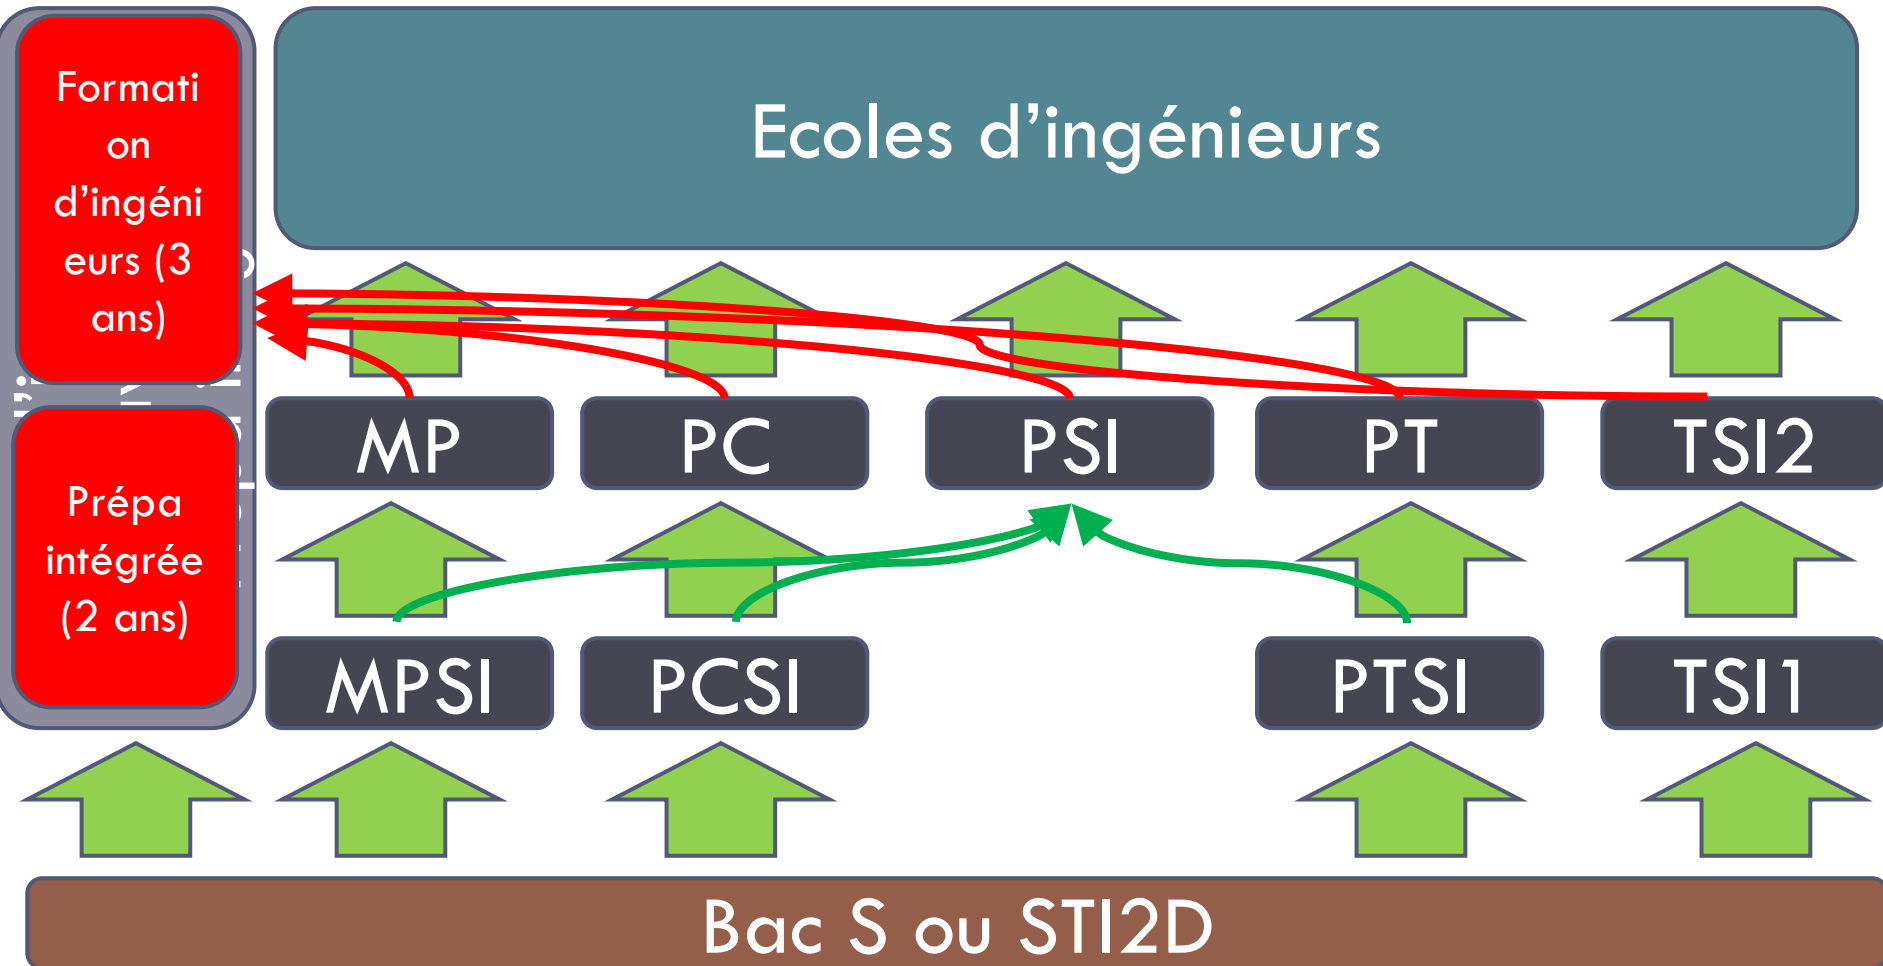 Formati
on
d’ingéni
eurs (3
ans)
Ecoles d’ingénieurs
MP
PC
PSI
PT
TSI2
Prépa
intégrée
(2 ans)
MPSI
PCSI
PTSI
TSI1
Bac S ou STI2D